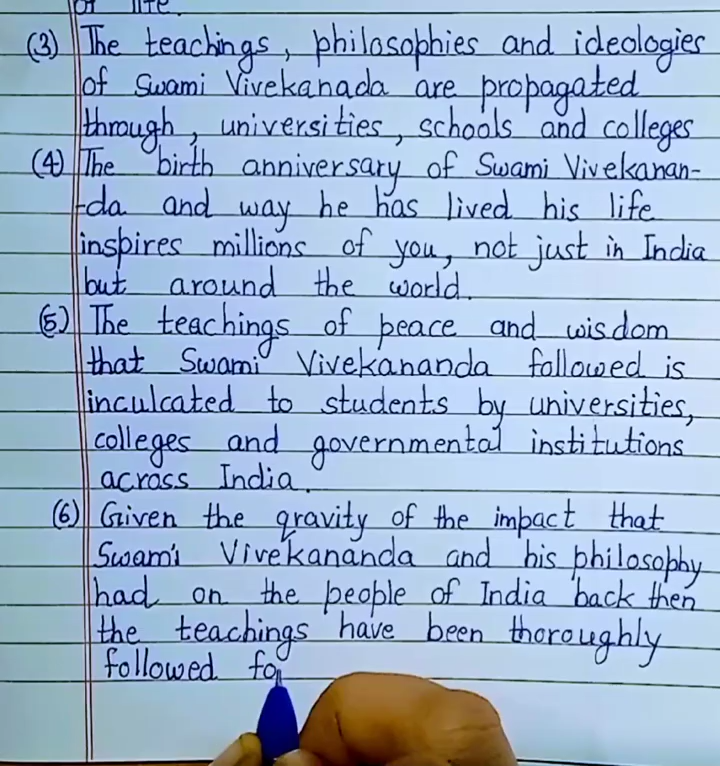 of life.
(3) The teachings, philosophies and ideologies
of Swami Vivekanada are propagated
through, universities, schools and colleges
(4) The birth anniversary of Swami Vivekanan-
-da and way he has lived his life
inspires millions of you, not just in India
but around the world.
(5) The teachings of peace and wisdom
that Swami Vivekananda followed is
inculcated to students by universities,
colleges and governmental institutions
across India.
(6) Given the gravity of the impact that
Swami Vivekananda and his philosophy
had on the people of India back then
the teachings have been thoroughly
followed fo